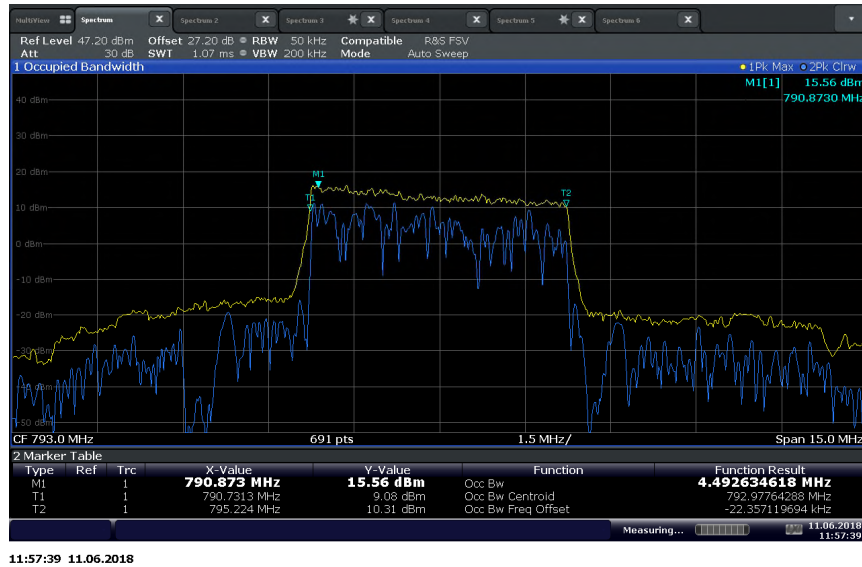 MultiView Spectrum X Spectrum 2 X Spectrum 3 X Spectrum 4 X Spectrum 5 X Spectrum 6 X
Ref Level 47.20 dBm Offset 27.20 dB RBW 50 kHz Compatible R&S FSV
Att 30 dB SWT 1.07 ms VBW 200 kHz Mode Auto Sweep
1 Occupied Bandwidth 1Pk Max 2Pk Clrw
M1[1] 15.56 dBm
790.8730 MHz
40 dBm
30 dBm
20 dBm
M1
T1
T2
10 dBm
0 dBm
-10 dBm
-20 dBm
-30 dBm
-40 dBm
-50 dBm
CF 793.0 MHz 691 pts 1.5 MHz/ Span 15.0 MHz
2 Marker Table
Type Ref Trc X-Value Y-Value Function Function Result
M1 1 790.873 MHz 15.56 dBm Occ Bw 4.492634618 MHz
T1 1 790.7313 MHz 9.08 dBm Occ Bw Centroid 792.97764288 MHz
T2 1 795.224 MHz 10.31 dBm Occ Bw Freq Offset -22.357119694 kHz
Measuring... 11.06.2018
11:57:39
11:57:39 11.06.2018